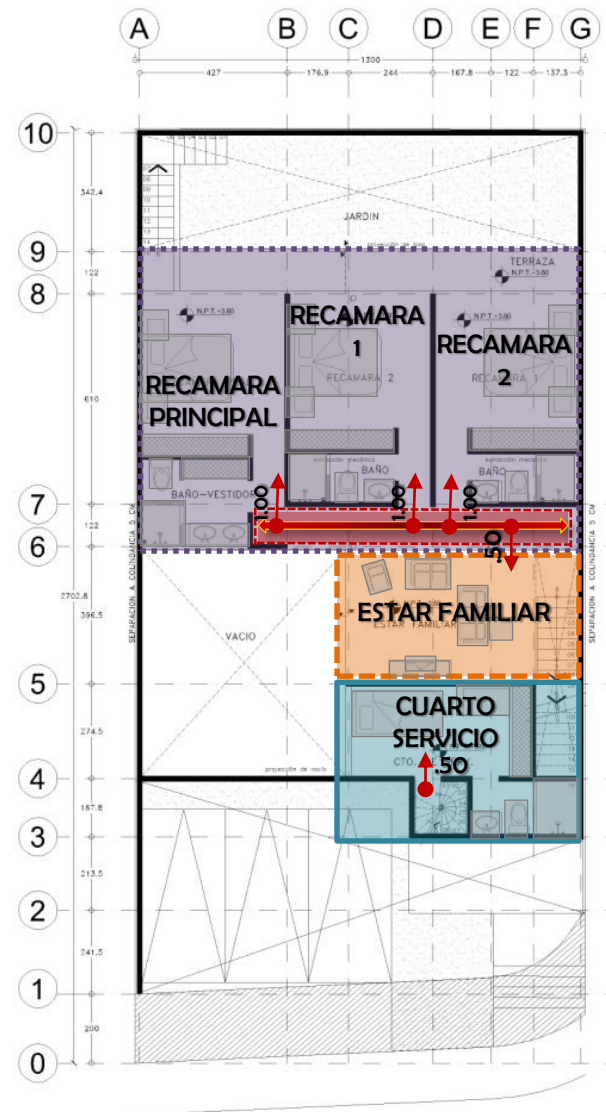 A B C D E F G
1300
427 176.9 244 167.8 122 137.3
10
342.4
JARDIN
9
122
TERRAZA
N.P.T.-3.60
8
N.P.T.-3.60
RECAMARA
1
RECAMARA
2
RECAMARA
PRINCIPAL
RECAMARA 2
RECAMARA 1
610
extracción mecánica
BAÑO
BAÑO
BAÑO-VESTIDOR
7
1.00
1.00
1.00
122
.50
6
SEPARACION A COLINDANCIA 5 CM
SEPARACION A COLINDANCIA 5 CM
2702.8
396.5
VACIO
ESTAR FAMILIAR
ESTAR FAMILIAR
5
CUARTO
SERVICIO
274.5
.50
CTO.
proyección de vacio
4
167.8
3
213.5
2
241.5
1
200
0